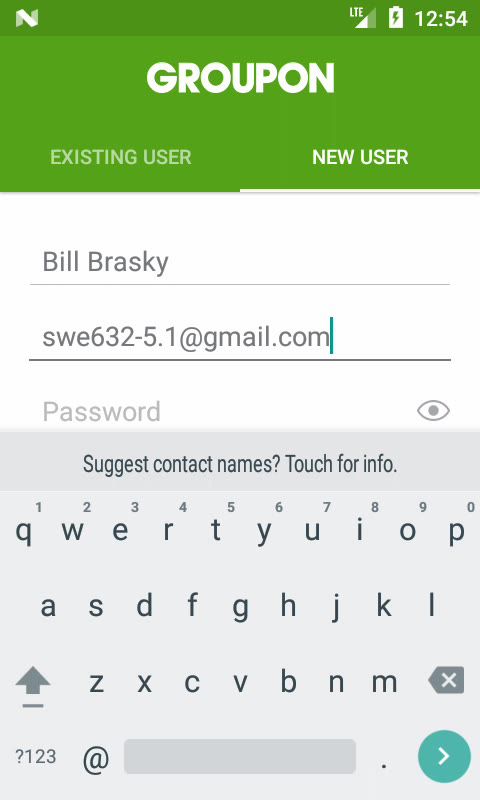 LTE 12:54
GROUPON
EXISTING USER NEW USER
Bill Brasky
swe632-5.1@gmail.com
Password
Suggest contact names? Touch for info.
1 2 3 4 5 6 7 8 9 0
q w e r t y u i o p
a s d f g h j k l
z x c v b n m
?123 @ .